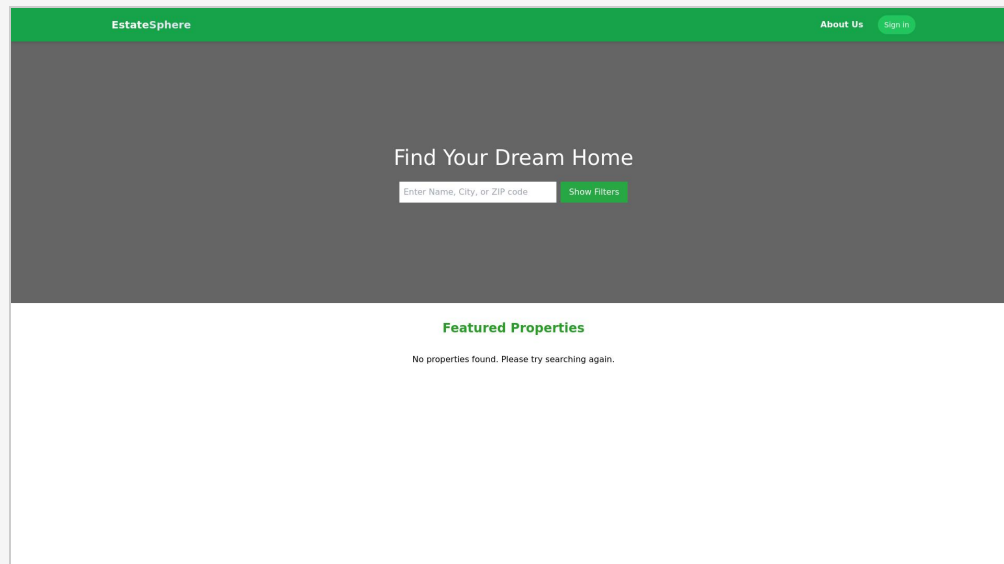 EstateSphere
About Us
Sign in
Find Your Dream Home
Enter Name, City, or ZIP code
Show Filters
Featured Properties
No properties found. Please try searching again.